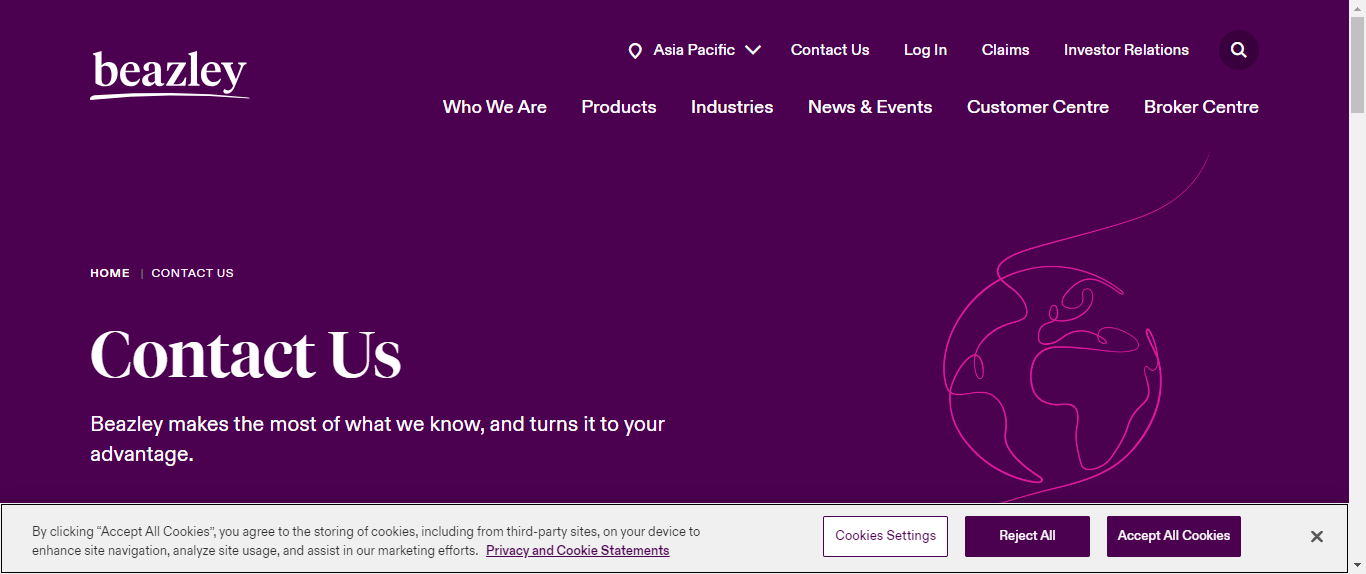 beazley
Asia Pacific Contact Us Log In Claims Investor Relations
Who We Are Products Industries News & Events Customer Centre Broker Centre
HOME | CONTACT US
Contact Us
Beazley makes the most of what we know, and turns it to your
advantage.
By clicking “Accept All Cookies”, you agree to the storing of cookies, including from third-party sites, on your device to
enhance site navigation, analyze site usage, and assist in our marketing efforts. Privacy and Cookie Statements
Cookies Settings Reject All Accept All Cookies